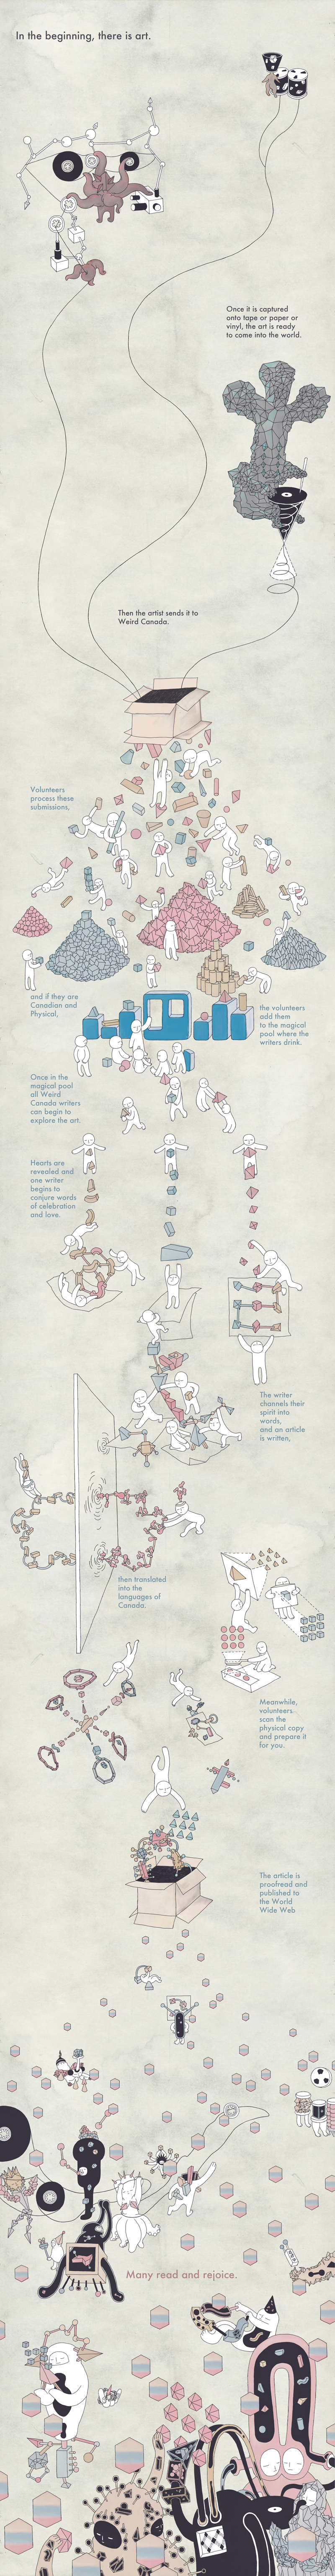 In the beginning, there is art.
Once it is captured
onto tape or paper or
vinyl, the art is ready
to come into the world.
Then the artist sends it to
Weird Canada.
Volunteers
process these
submissions,
and if they are
Canadian and
Physical,
the volunteers
add them
to the magical
pool where the
writers drink.
Once in the
magical pool
all Weird
Canada writers
can begin to
explore the art.
Hearts are
revealed and
one writer
begins to
conjure words
of celebration
and love.
The writer
channels their
spirit into
words,
and an article
is written,
then translated
into the
languages of
Canada.
Meanwhile,
volunteers
scan the
physical copy
and prepare it
for you.
The article is
proofread and
published to
the World
Wide Web
Many read and rejoice.